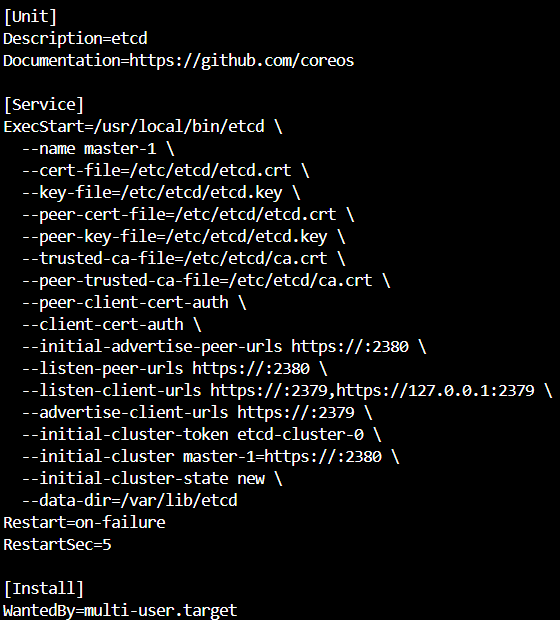 [Unit]
Description=etcd
Documentation=https://github.com/coreos

[Service]
ExecStart=/usr/local/bin/etcd \
  --name master-1 \
  --cert-file=/etc/etcd/etcd.crt \
  --key-file=/etc/etcd/etcd.key \
  --peer-cert-file=/etc/etcd/etcd.crt \
  --peer-key-file=/etc/etcd/etcd.key \
  --trusted-ca-file=/etc/etcd/ca.crt \
  --peer-trusted-ca-file=/etc/etcd/ca.crt \
  --peer-client-cert-auth \
  --client-cert-auth \
  --initial-advertise-peer-urls https://:2380 \
  --listen-peer-urls https://:2380 \
  --listen-client-urls https://:2379,https://127.0.0.1:2379 \
  --advertise-client-urls https://:2379 \
  --initial-cluster-token etcd-cluster-0 \
  --initial-cluster master-1=https://:2380 \
  --initial-cluster-state new \
  --data-dir=/var/lib/etcd
Restart=on-failure
RestartSec=5

[Install]
WantedBy=multi-user.target